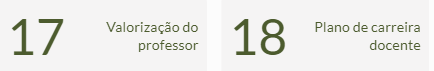 17
Valorização do
professor
18
Plano de carreira
docente